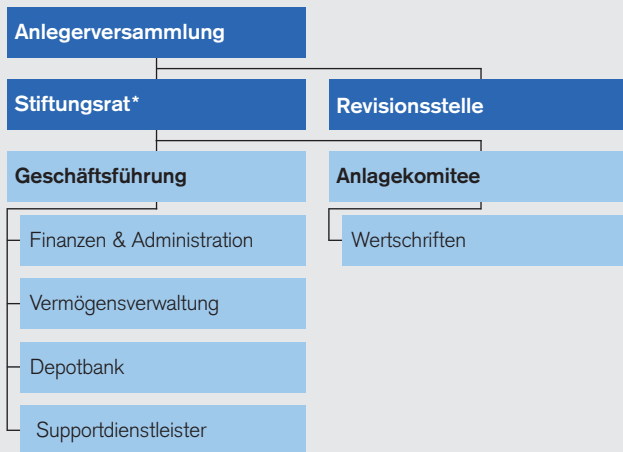 Anlegerversammlung
Stiftungsrat*
Revisionsstelle
Geschäftsführung
Anlagekomitee
Finanzen & Administration
Wertschriften
Vermögensverwaltung
Depotbank
Supportdienstleister